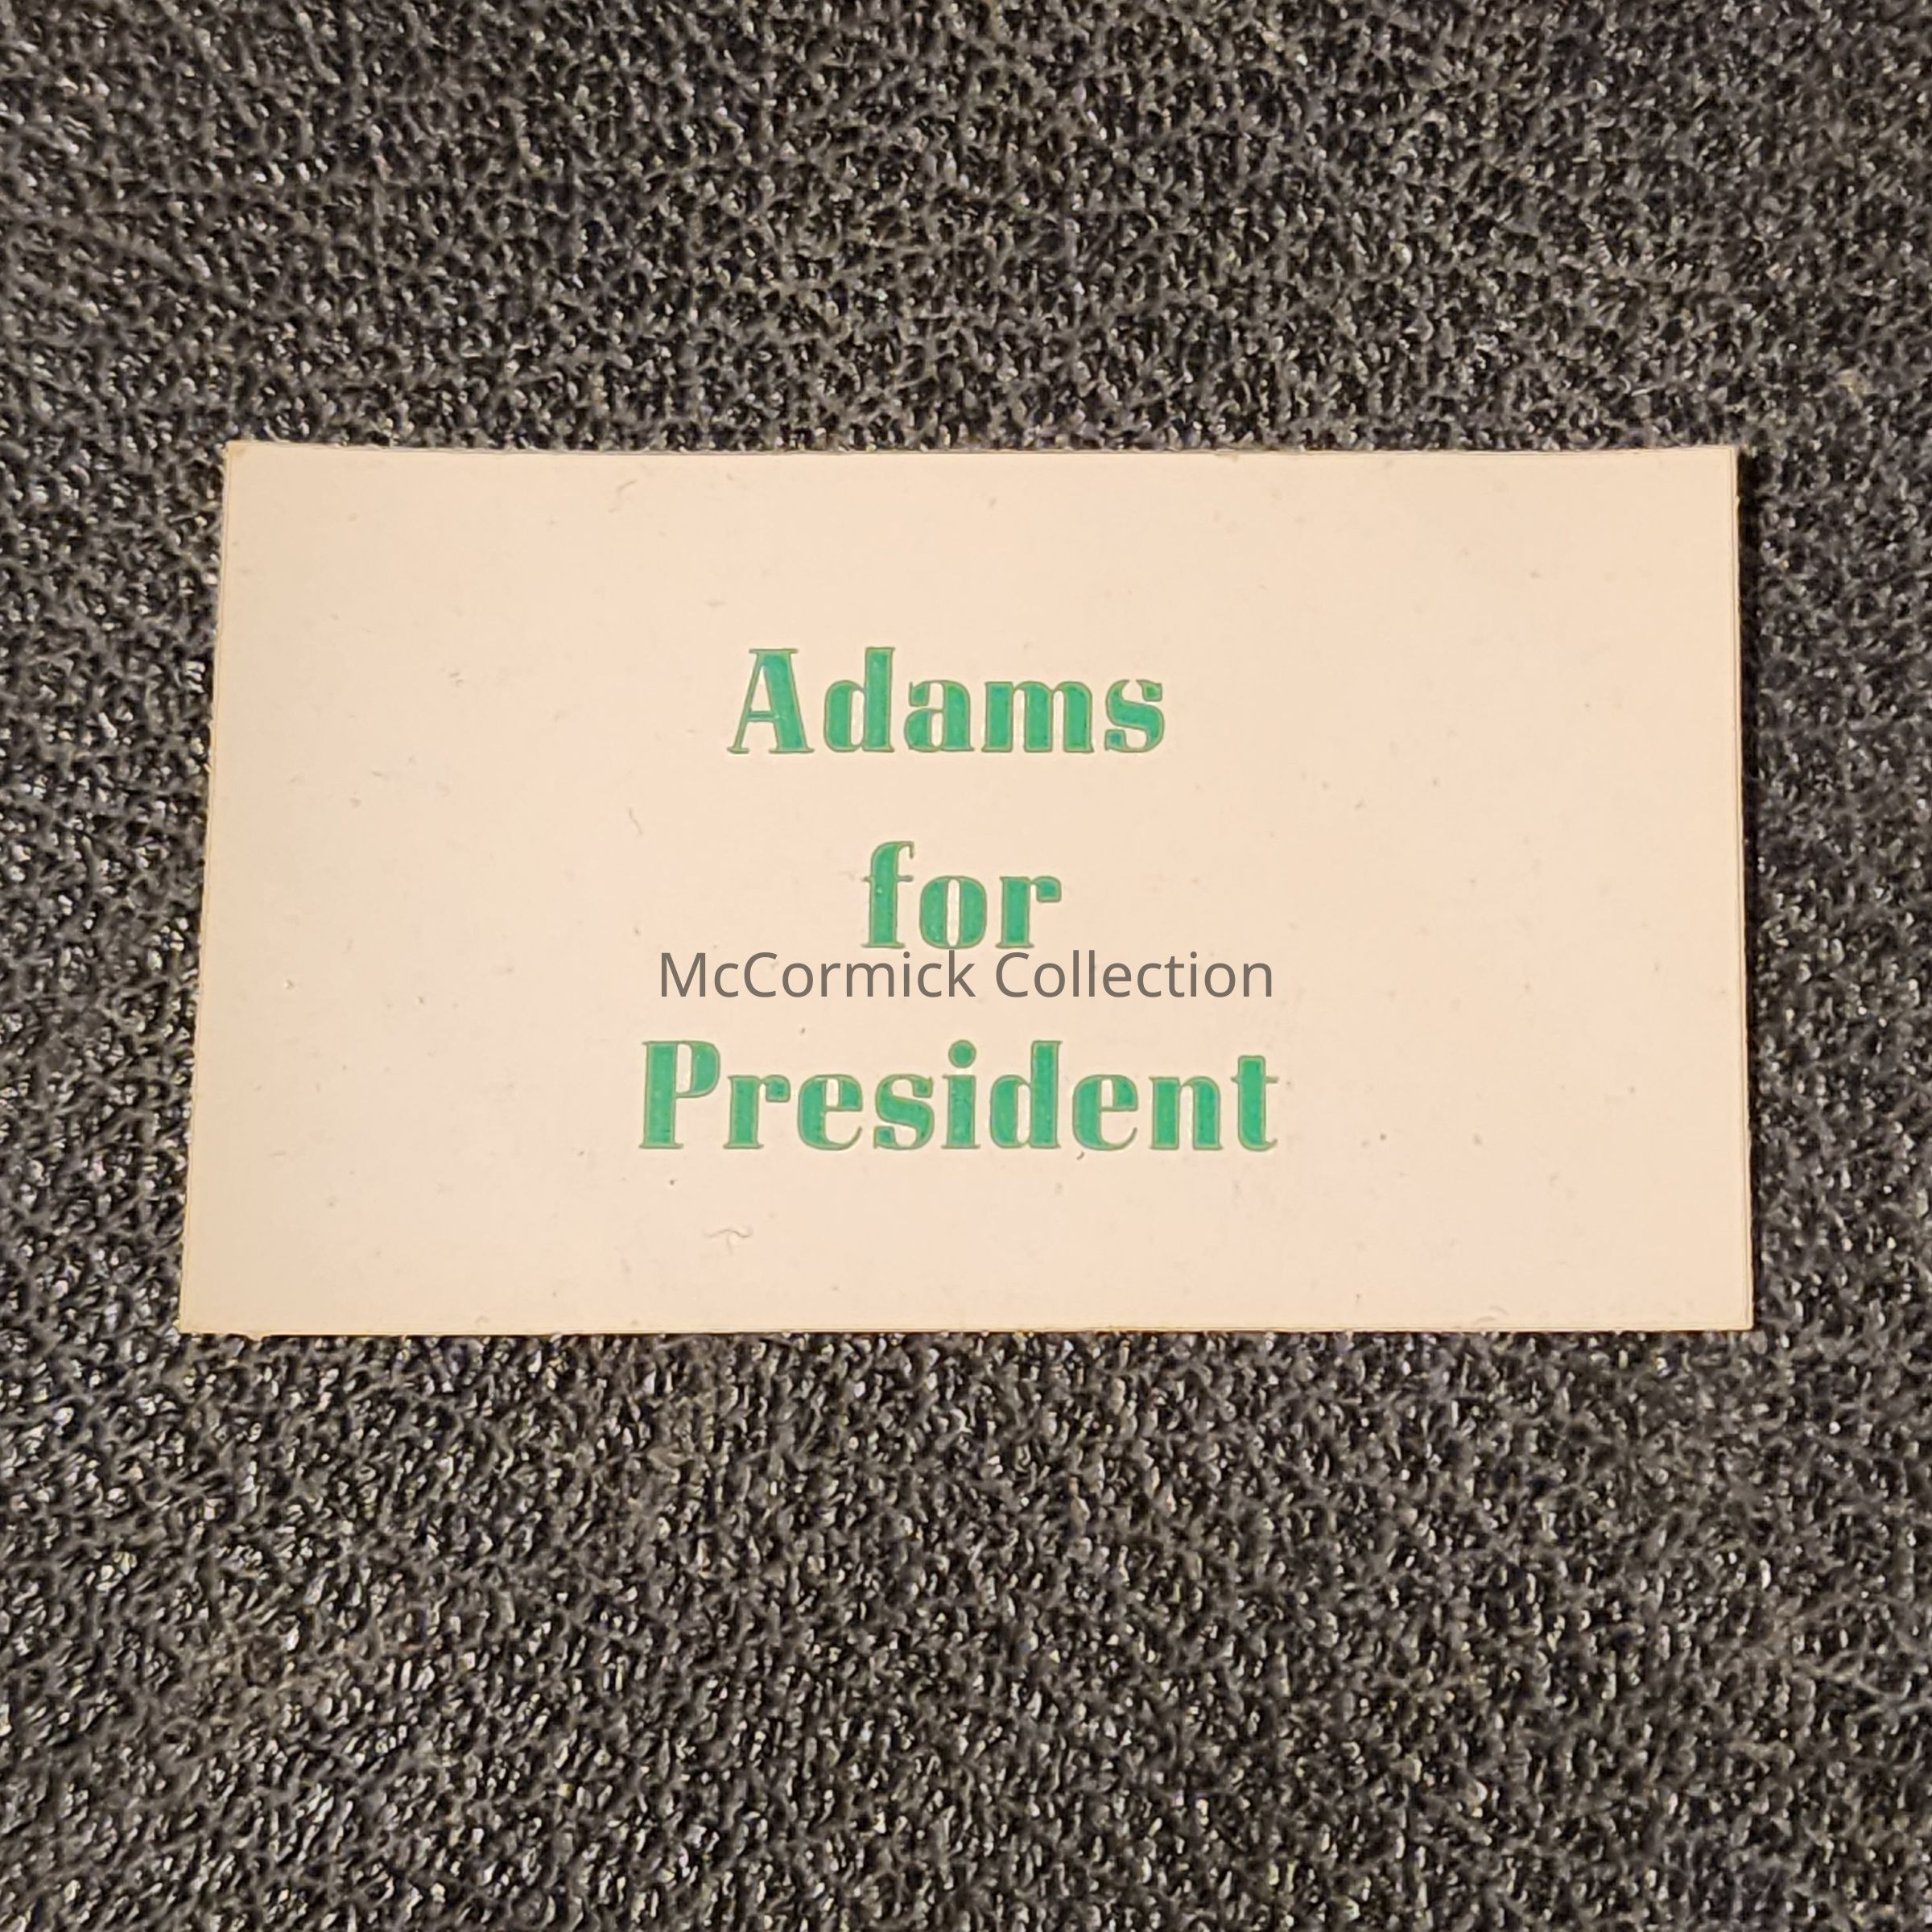 Adams
for
McCormick Collection
President